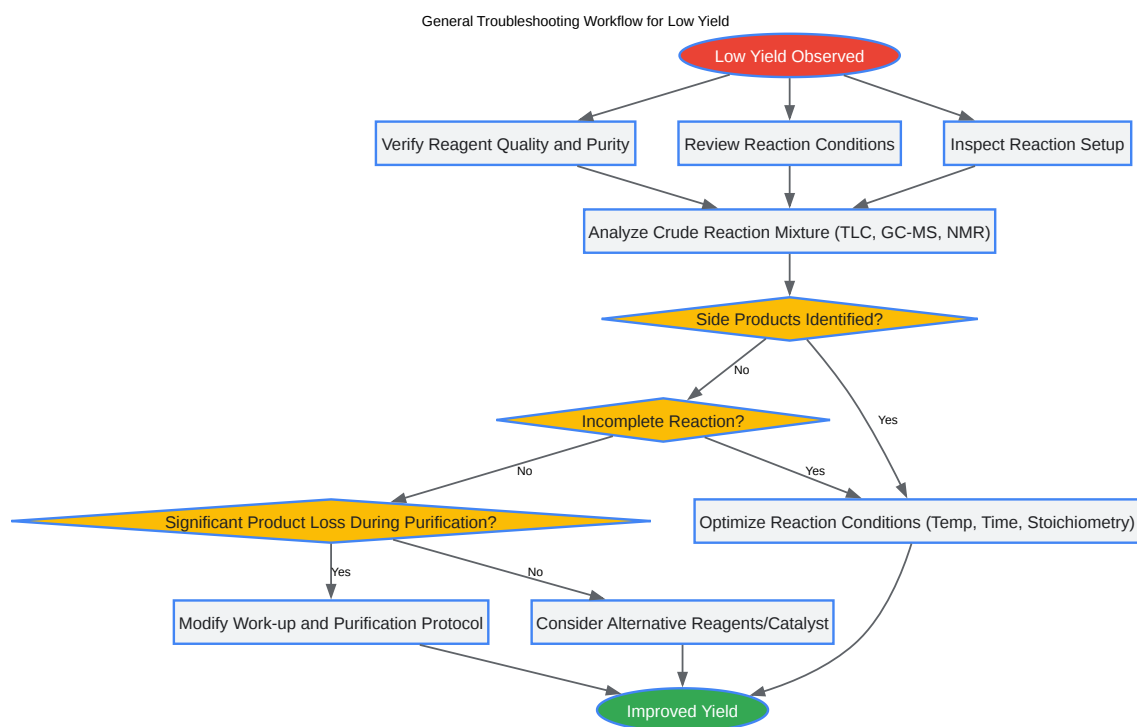 General Troubleshooting Workflow for Low Yield
Low Yield Observed
Verify Reagent Quality and Purity
Review Reaction Conditions
Inspect Reaction Setup
Analyze Crude Reaction Mixture (TLC, GC-MS, NMR)
Side Products Identified?
No
Yes
Incomplete Reaction?
No
Yes
Significant Product Loss During Purification?
Optimize Reaction Conditions (Temp, Time, Stoichiometry)
Yes
No
Modify Work-up and Purification Protocol
Consider Alternative Reagents/Catalyst
Improved Yield